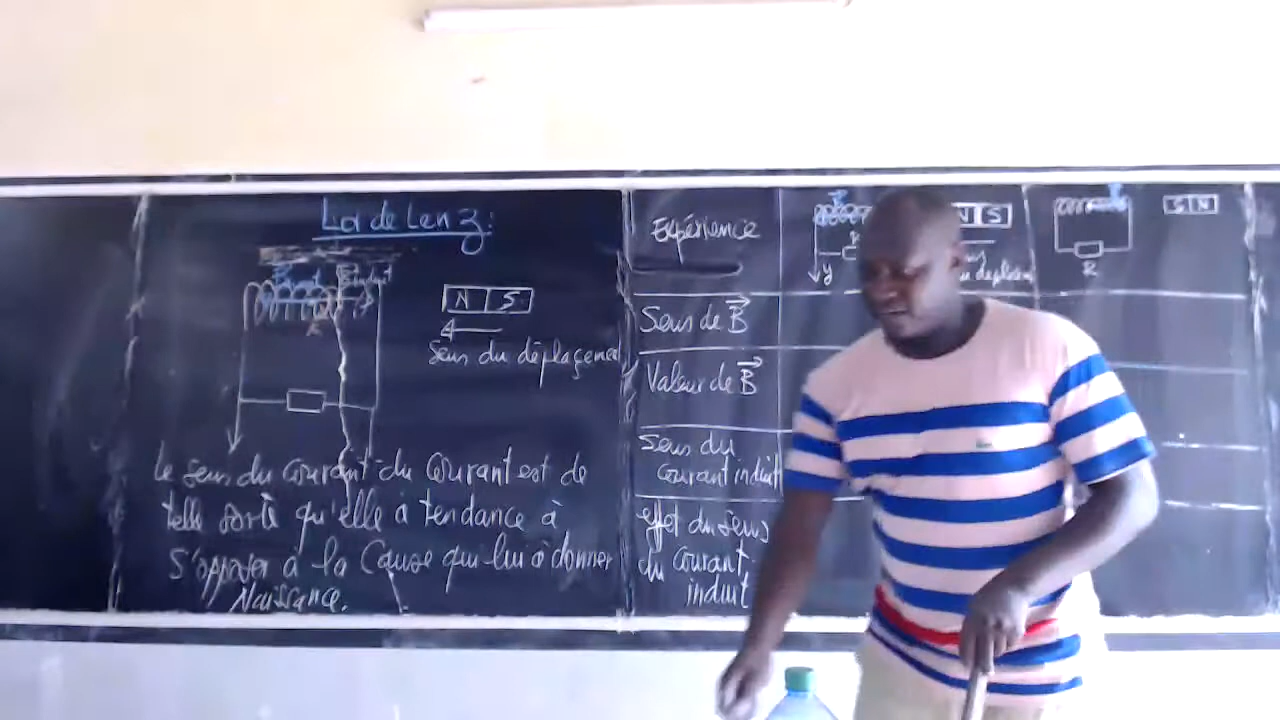 Loi de Lenz:
N S
Sens du déplacement
Le sens du courant du Courant est de
telle sorte qu'elle à tendance à
s'opposer à la Cause qui lui à donner
Naissance.
Expérience
N S
y
S N
R
Sens de B
Valeur de B
Sens du
courant induit
effet du sens
du courant
induit